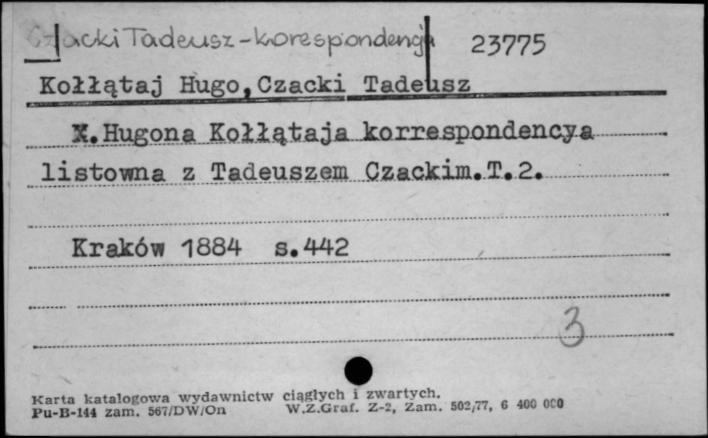 Czacki Tadeusz - korespondencja 23775
Kołłątaj Hugo, Czacki Tadeusz
X. Hugona Kołłątaja korrespondencya
listowna z Tadeuszem Czackim. T. 2.
Kraków 1884 s. 442
3
Karta katalogowa wydawnictw ciągłych i zwartych.
Pu-B-144 zam. 567/DW/On W.Z.Graf. Z-2, Zam. 502/77, 6 400 000